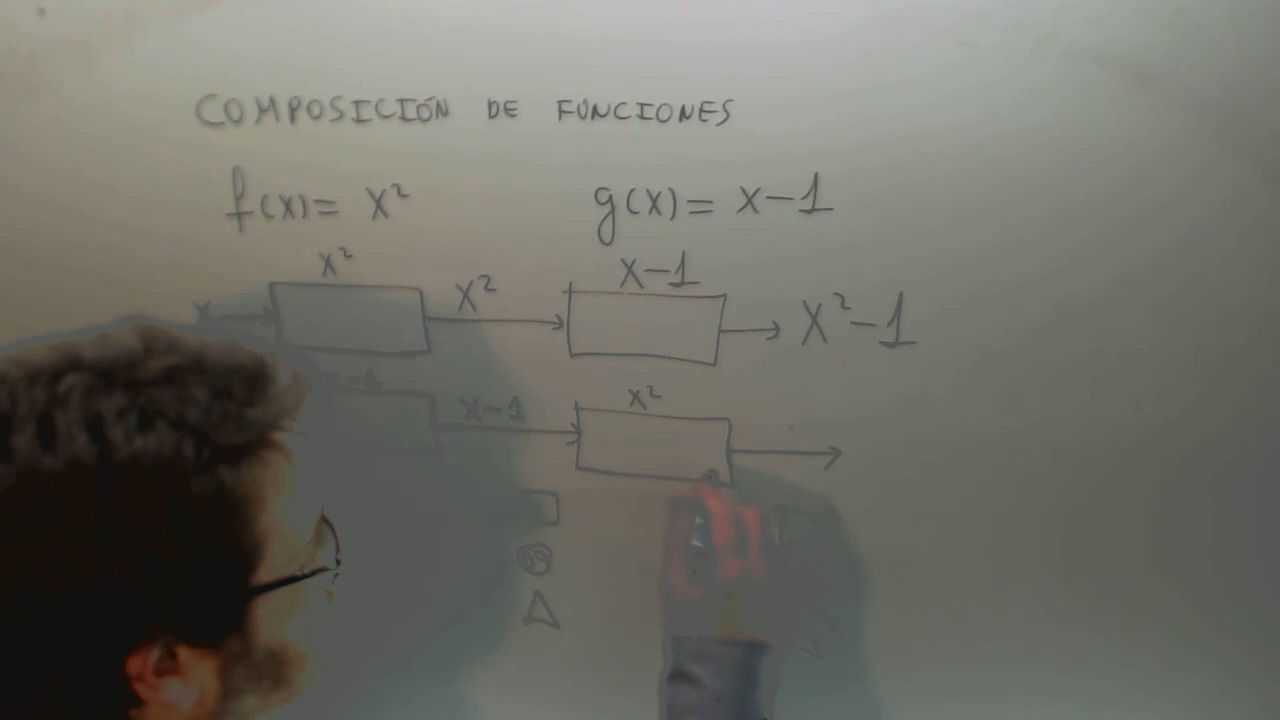 COMPOSICIÓN DE FUNCIONES
f(x)= x² g(x)= x-1
x² x-1
x x² x²-1
x-1 x²